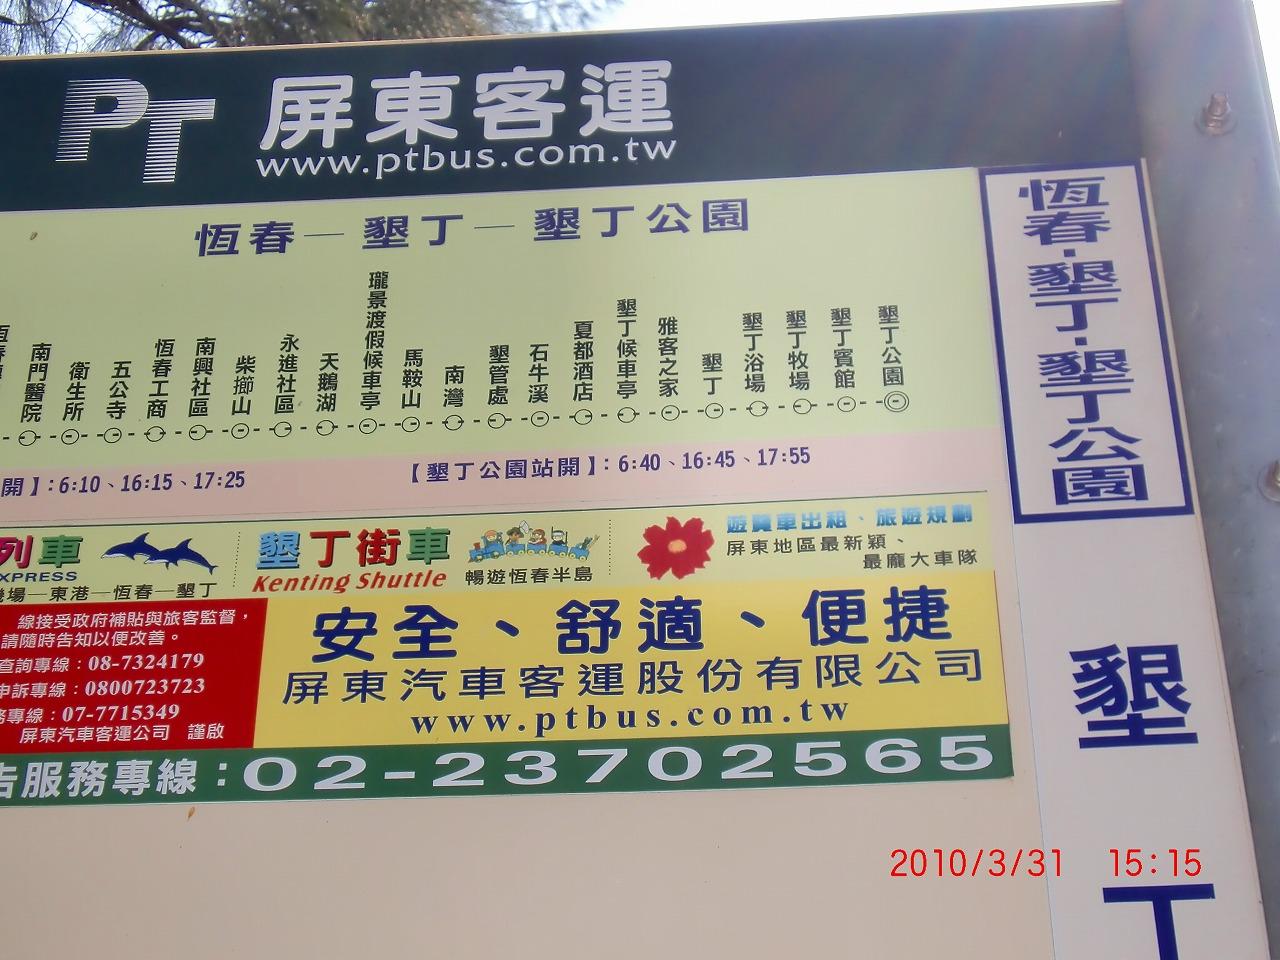 PT 屏東客運
www.ptbus.com.tw
恆春—墾丁—墾丁公園
南門醫院
衛生所
五公寺
恆春工商
南興社區
柴擳山
永進社區
天鵝湖
瓏景渡假候車亭
馬鞍山
南灣
墾管處
石牛溪
夏都酒店
墾丁候車亭
雅客之家
墾丁
墾丁浴場
墾丁牧場
墾丁賓館
墾丁公園
開】:6:10、16:15、17:25
【墾丁公園站開】:6:40、16:45、17:55
列車
XPRESS
機場—東港—恆春—墾丁
墾丁街車
Kenting Shuttle
暢遊恆春半島
遊覽車出租、旅遊規劃
屏東地區最新穎、
最龐大車隊
線接受政府補貼與旅客監督,
請隨時告知以便改善。
查詢專線:08-7324179
申訴專線:0800723723
務專線:07-7715349
屏東汽車客運公司 謹啟
安全、舒適、便捷
屏東汽車客運股份有限公司
www.ptbus.com.tw
告服務專線:02-23702565
恆春·墾丁·墾丁公園
墾丁
2010/3/31 15:15